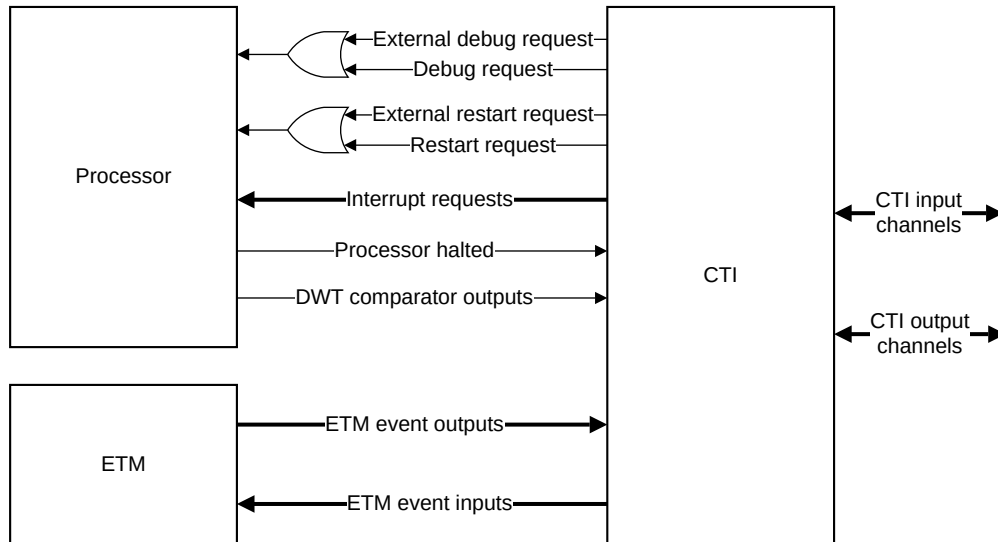 External debug request
Debug request
External restart request
Restart request
Processor
Interrupt requests
CTI input
channels
Processor halted
CTI
DWT comparator outputs
CTI output
channels
ETM event outputs
ETM
ETM event inputs